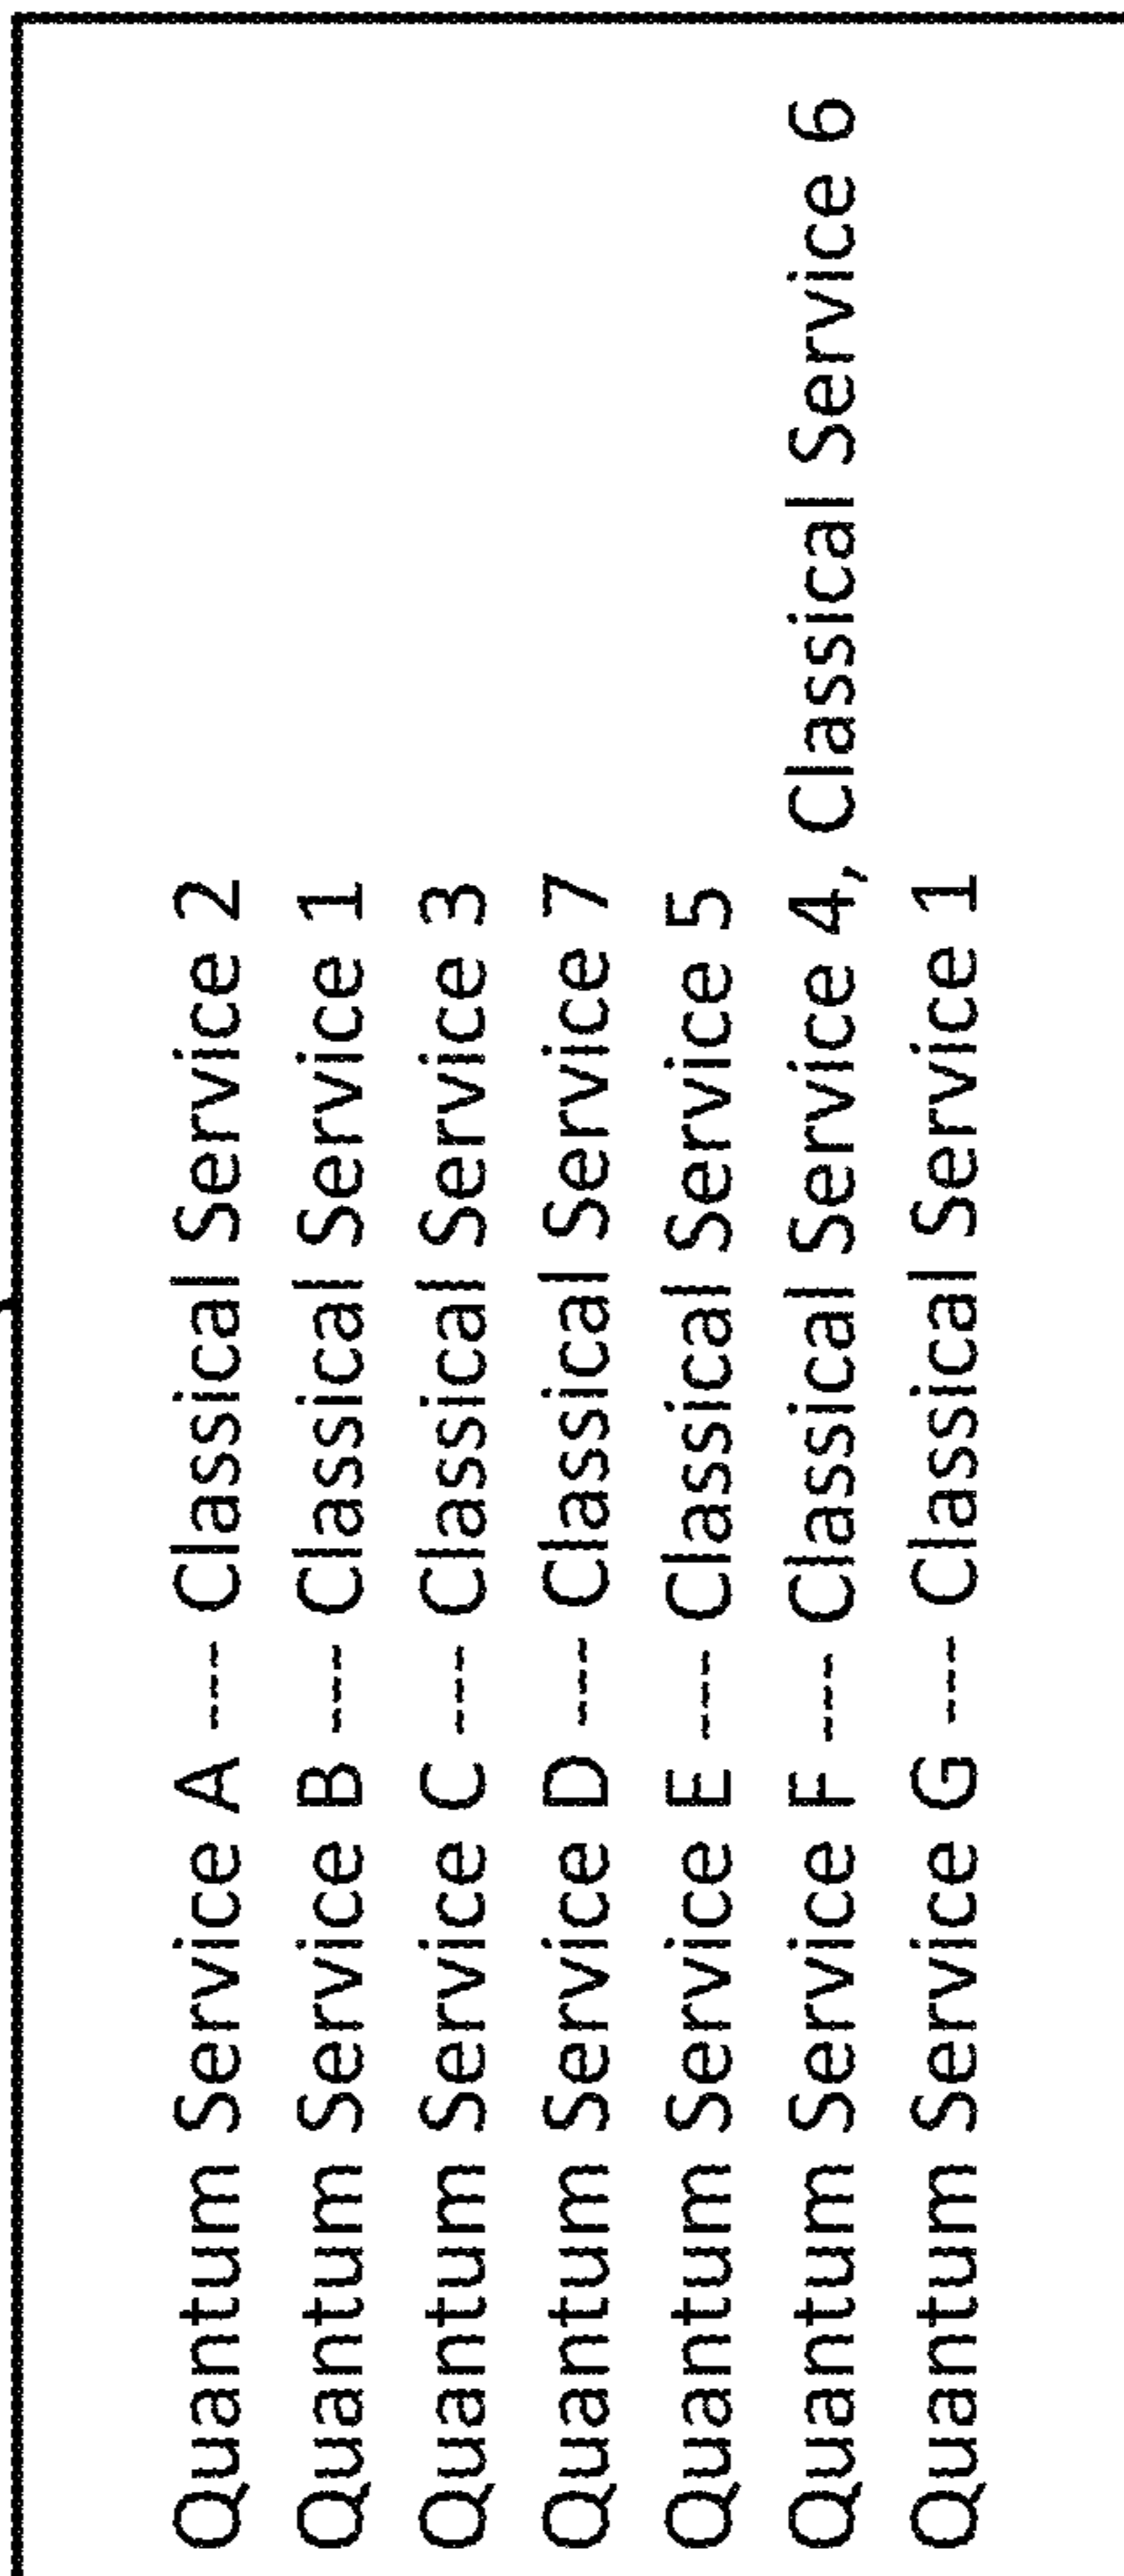 Quantum Service A --- Classical Service 2
Quantum Service B --- Classical Service 1
Quantum Service C --- Classical Service 3
Quantum Service D --- Classical Service 7
Quantum Service E --- Classical Service 5
Quantum Service F --- Classical Service 4, Classical Service 6
Quantum Service G --- Classical Service 1